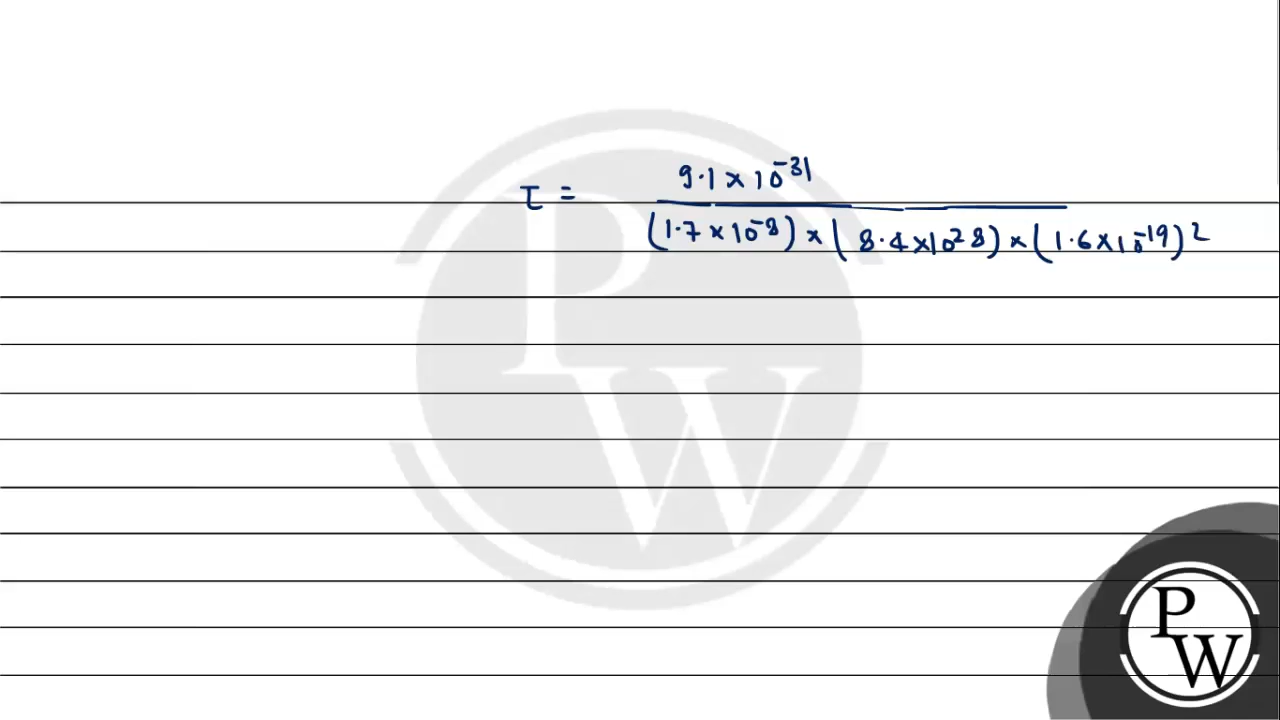 τ = 9.1 × 10⁻³¹
(1.7 × 10⁻⁸) × (8.4 × 10²⁸) × (1.6 × 10⁻¹⁹)²
P
W
P
W